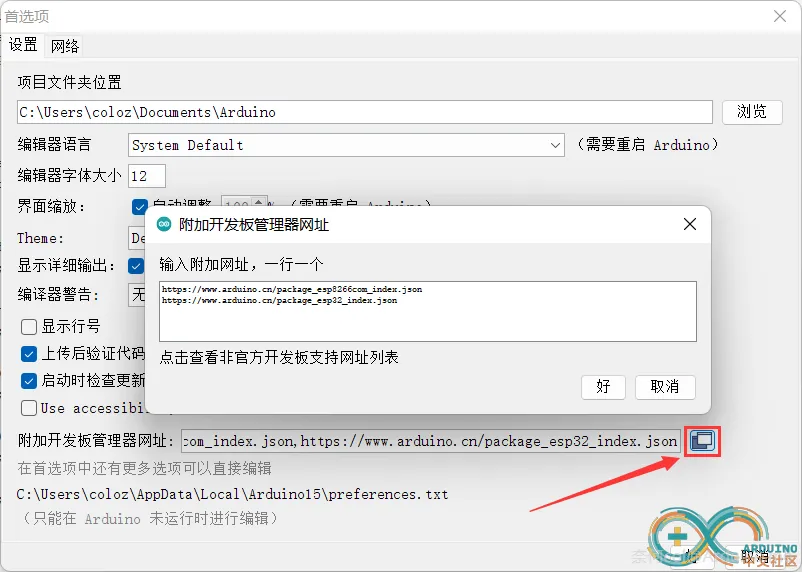 首选项
设置 网络
项目文件夹位置
C:\Users\coloz\Documents\Arduino 浏览
编辑器语言 System Default （需要重启 Arduino）
编辑器字体大小 12
界面缩放： 自动调整 100 % （需要重启 Arduino）
Theme: De
显示详细输出：
编译器警告: 无
显示行号
上传后验证代码
启动时检查更新
Use accessibi
附加开发板管理器网址
输入附加网址，一行一个
https://www.arduino.cn/package_esp8266com_index.json
https://www.arduino.cn/package_esp32_index.json
点击查看非官方开发板支持网址列表
好 取消
附加开发板管理器网址: com_index.json,https://www.arduino.cn/package_esp32_index.json
在首选项中还有更多选项可以直接编辑
C:\Users\coloz\AppData\Local\Arduino15\preferences.txt
（只能在 Arduino 未运行时进行编辑）
ARDUINO
中文社区
取消